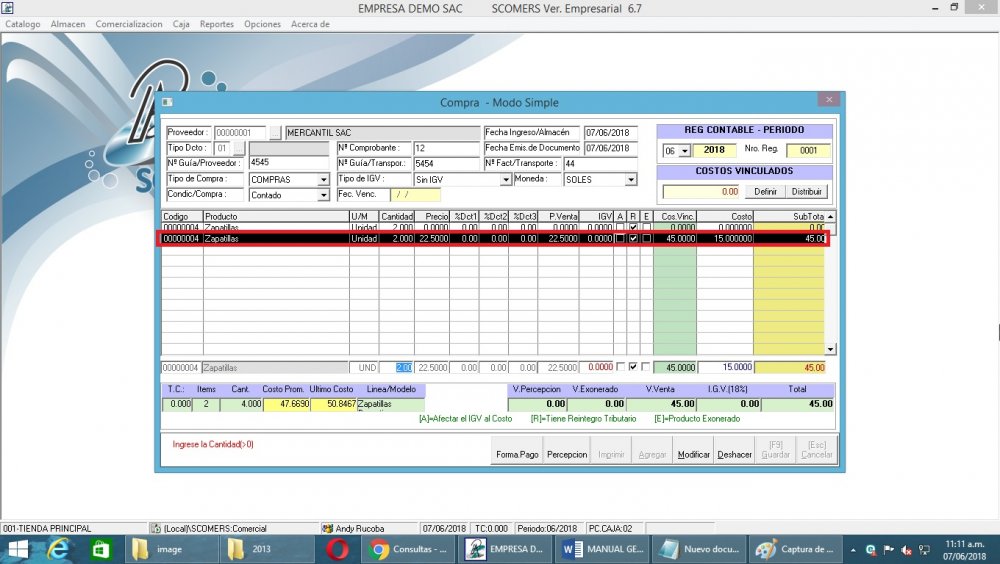 EMPRESA DEMO SAC SCOMERS Ver. Empresarial 6.7
Catalogo Almacen Comercializacion Caja Reportes Opciones Acerca de
Compra - Modo Simple
Proveedor : 00000001 ... MERCANTIL SAC Fecha Ingreso/Almacén 07/06/2018
REG CONTABLE - PERIODO
Tipo Dcto : 01 ... Nº Comprobante : 12 Fecha Emis.de Documento 07/06/2018
06 2018 Nro. Reg. 0001
Nº Guía/Proveedor : 4545 Nº Guía/Transpor.: 5454 Nº Fact/Transporte : 44
COSTOS VINCULADOS
Tipo de Compra : COMPRAS Tipo de IGV : Sin IGV Moneda : SOLES
0.00 Definir Distribuir
Condic/Compra : Contado Fec. Venc. / /
Codigo Producto U/M Cantidad Precio %Dct1 %Dct2 %Dct3 P.Venta IGV A R E Cos.Vinc. Costo SubTota
00000004 Zapatillas Unidad 2.000 0.0000 0.00 0.00 0.00 0.0000 0.0000 0.0000 0.000000 0.00
00000004 Zapatillas Unidad 2.000 22.5000 0.00 0.00 0.00 22.5000 0.0000 45.0000 15.000000 45.00
00000004 Zapatillas UND 2.00 22.5000 0.00 0.00 0.00 22.5000 0.0000 45.0000 15.0000 45.00
T.C.: Items Cant. Costo Prom. Ultimo Costo Linea/Modelo V.Percepcion V.Exonerado V.Venta I.G.V.(18%) Total
0.000 2 4.000 47.6690 50.8467 Zapatillas 0.00 0.00 45.00 0.00 45.00
[A]=Afectar el IGV al Costo [R]=Tiene Reintegro Tributario [E]=Producto Exonerado
Ingrese la Cantidad(>0)
Forma.Pago Percepcion Imprimir Agregar Modificar Deshacer [F9] Guardar [Esc] Cancelar
001-TIENDA PRINCIPAL (Local)\SCOMERS:Comercial Andy Rucoba 07/06/2018 TC:0.000 Periodo:06/2018 PC.CAJA:02
image 2013 Consultas - ... EMPRESA D... MANUAL GE... Nuevo docu... Captura de ...
11:11 a.m.
07/06/2018